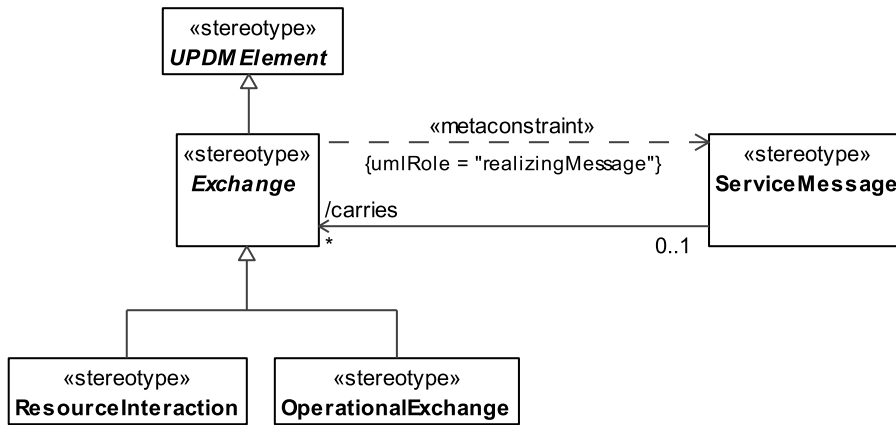 «stereotype»
UPDMElement
«metaconstraint»
«stereotype»
Exchange
{umlRole = "realizingMessage"}
«stereotype»
ServiceMessage
/carries
*
0..1
«stereotype»
ResourceInteraction
«stereotype»
OperationalExchange